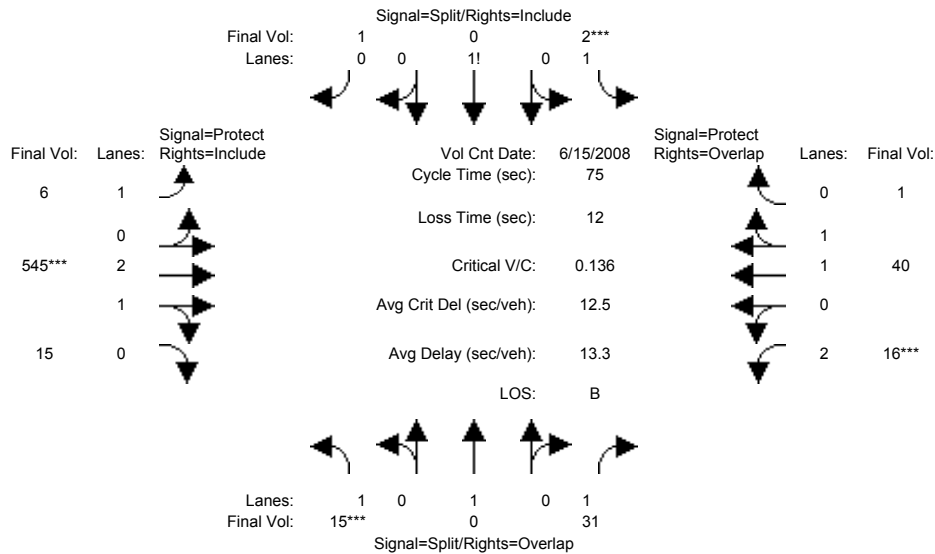 Signal=Split/Rights=Include
Final Vol: 1 0 2***
Lanes: 0 0 1! 0 1
Signal=Protect Signal=Protect
Final Vol: Lanes: Rights=Include Vol Cnt Date: 6/15/2008 Rights=Overlap Lanes: Final Vol:
Cycle Time (sec): 75
6 1 0 1
Loss Time (sec): 12
0 1
545*** 2 Critical V/C: 0.136 1 40
1 Avg Crit Del (sec/veh): 12.5 0
15 0 Avg Delay (sec/veh): 13.3 2 16***
LOS: B
Lanes: 1 0 1 0 1
Final Vol: 15*** 0 31
Signal=Split/Rights=Overlap